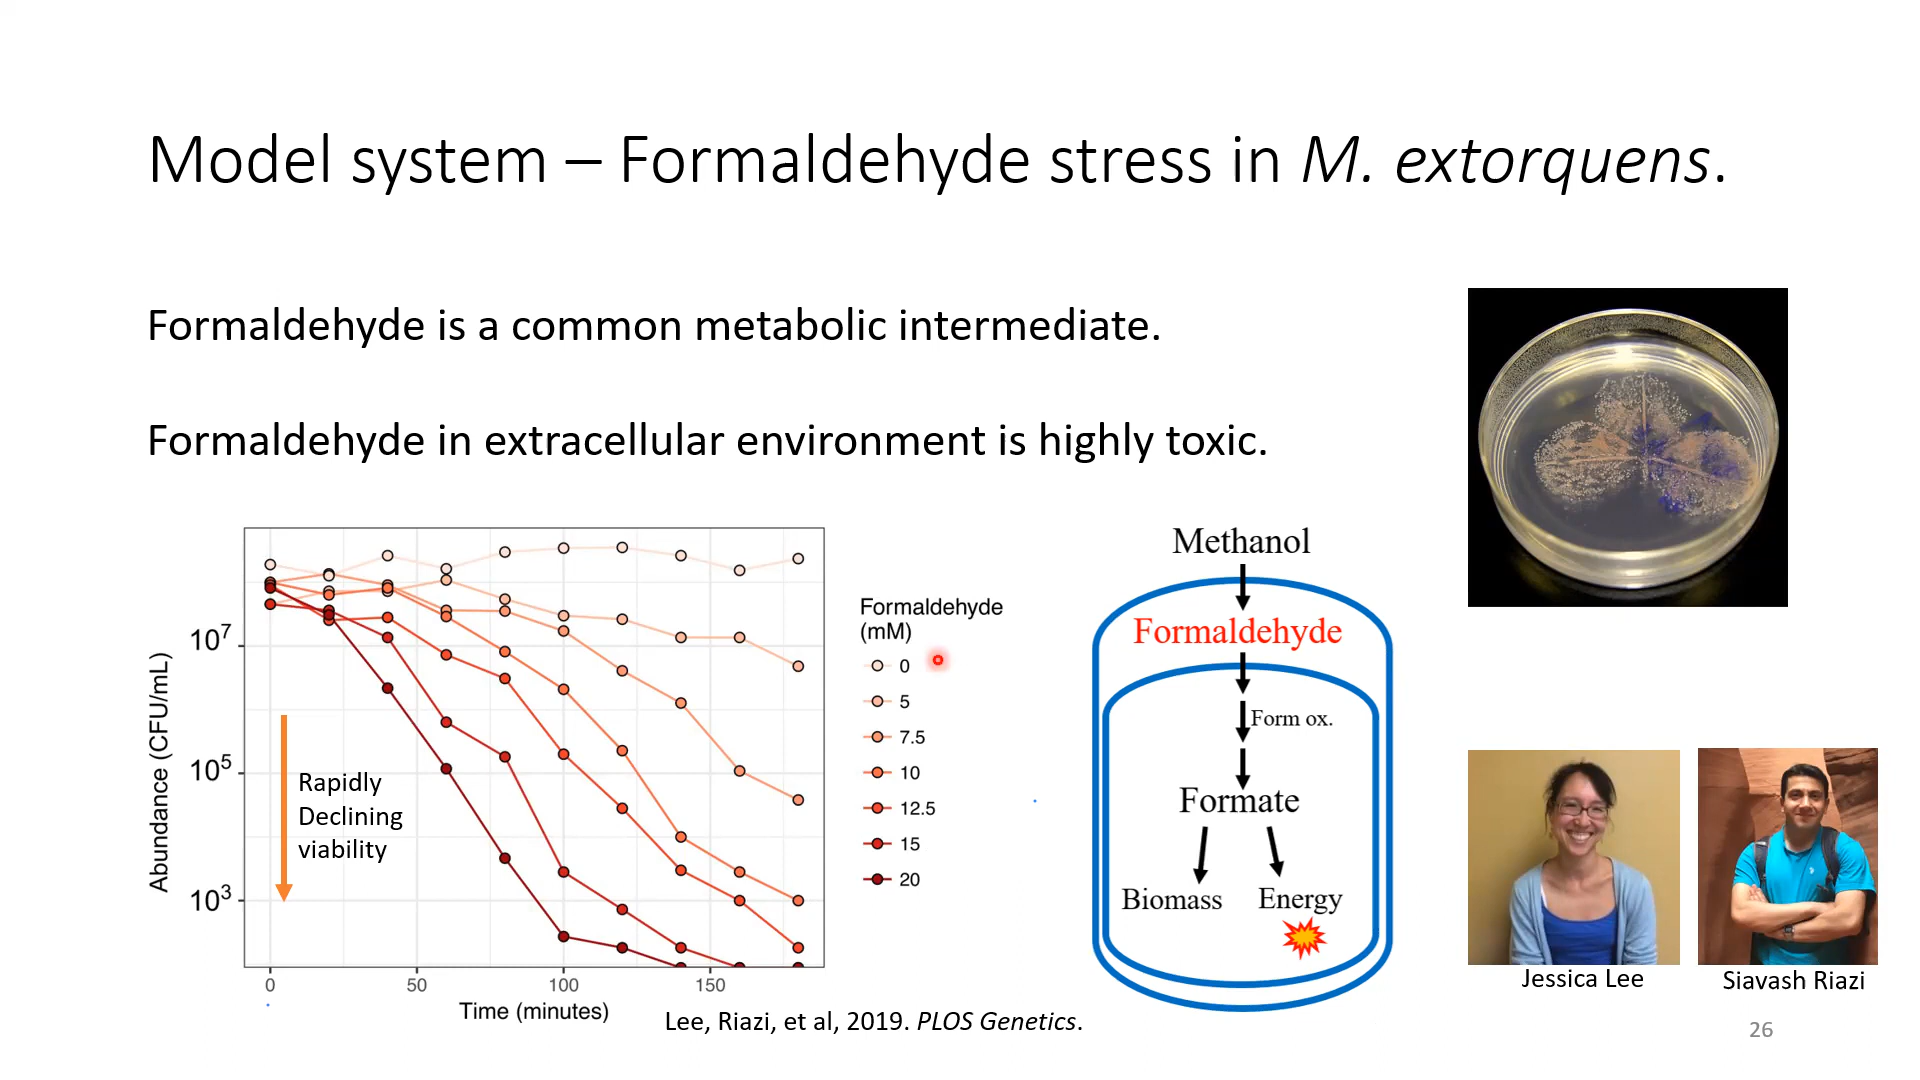 Model system – Formaldehyde stress in M. extorquens.
Formaldehyde is a common metabolic intermediate.
Formaldehyde in extracellular environment is highly toxic.
Abundance (CFU/mL)
10⁷
10⁵
10³
Rapidly
Declining
viability
0
50
100
150
Time (minutes)
Formaldehyde
(mM)
0
5
7.5
10
12.5
15
20
Lee, Riazi, et al, 2019. PLOS Genetics.
Methanol
Formaldehyde
Form ox.
Formate
Biomass
Energy
Jessica Lee
Siavash Riazi
26